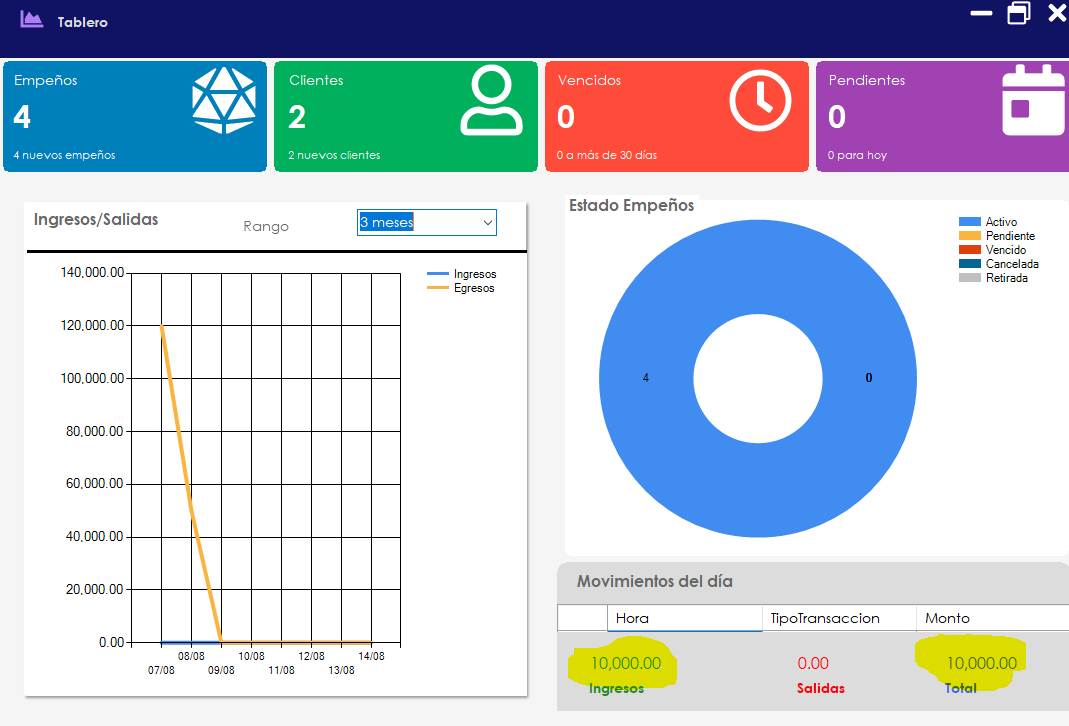 Tablero
Empeños
4
4 nuevos empeños
Clientes
2
2 nuevos clientes
Vencidos
0
0 a más de 30 días
Pendientes
0
0 para hoy
Ingresos/Salidas
Rango
3 meses
140,000.00
120,000.00
100,000.00
80,000.00
60,000.00
40,000.00
20,000.00
0.00
07/08
08/08
09/08
10/08
11/08
12/08
13/08
14/08
Ingresos
Egresos
Estado Empeños
4
0
Activo
Pendiente
Vencido
Cancelada
Retirada
Movimientos del día
Hora TipoTransaccion Monto
10,000.00 0.00 10,000.00
Ingresos Salidas Total